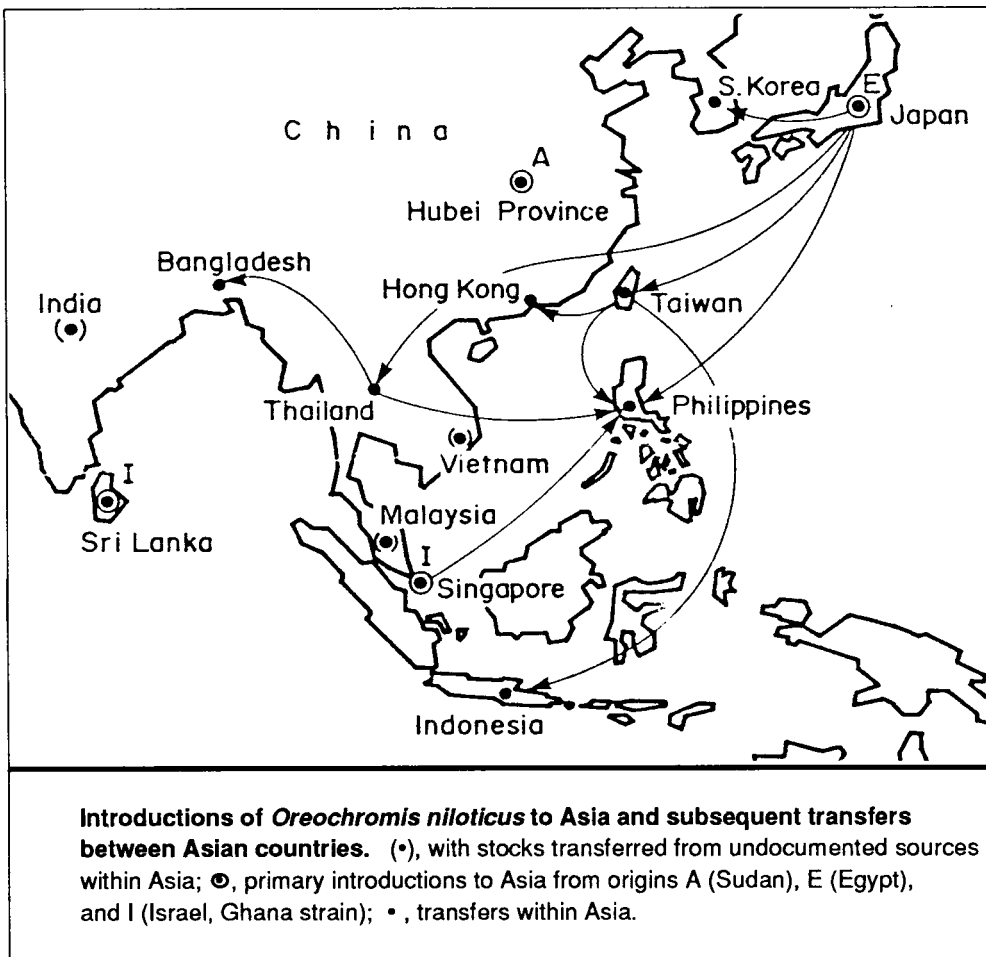 S. Korea
E
Japan
China
A
Hubei Province
Bangladesh
India
(•)
Hong Kong
Taiwan
Thailand
Philippines
(•)
Vietnam
I
Sri Lanka
Malaysia
(•)
I
Singapore
Indonesia
Introductions of Oreochromis niloticus to Asia and subsequent transfers
between Asian countries. (•), with stocks transferred from undocumented sources
within Asia; ⊙, primary introductions to Asia from origins A (Sudan), E (Egypt),
and I (Israel, Ghana strain); •, transfers within Asia.